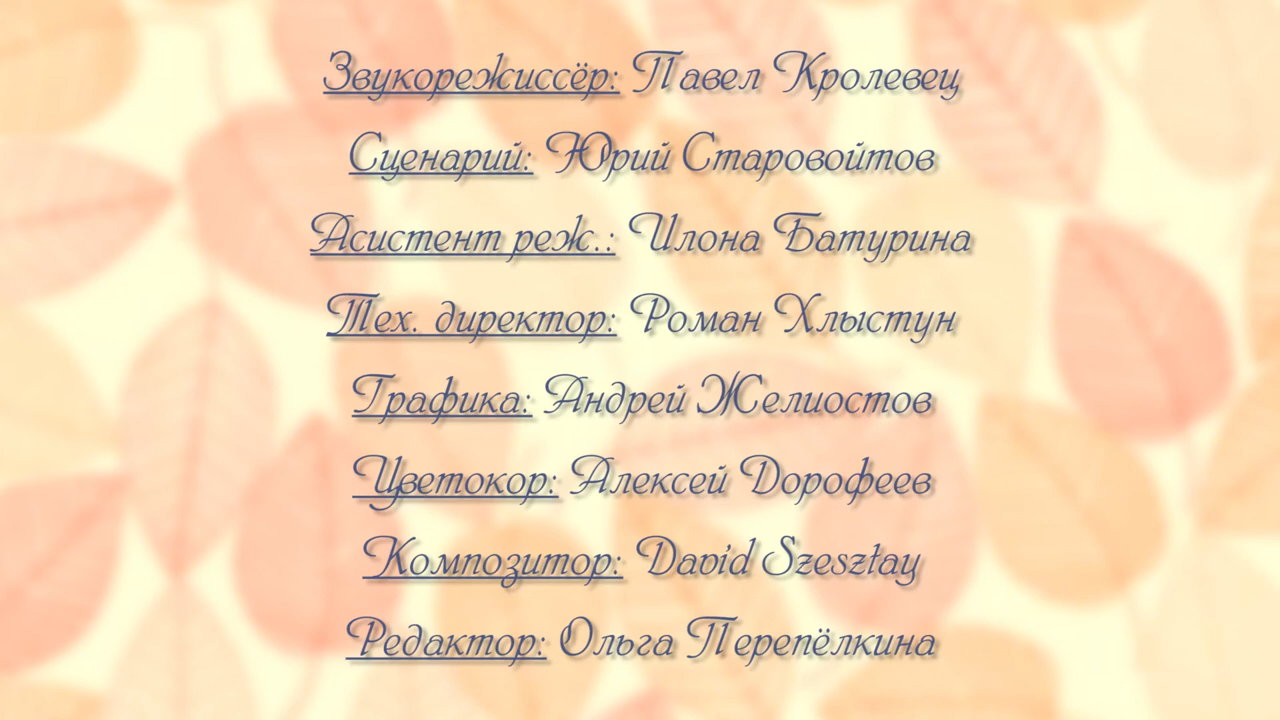 Звукорежиссёр: Павел Кролевец
Сценарий: Юрий Старовойтов
Асистент реж.: Илона Батурина
Тех. директор: Роман Хлыстун
Графика: Андрей Желиостов
Цветокор: Алексей Дорофеев
Композитор: David Szesztay
Редактор: Ольга Перепёлкина